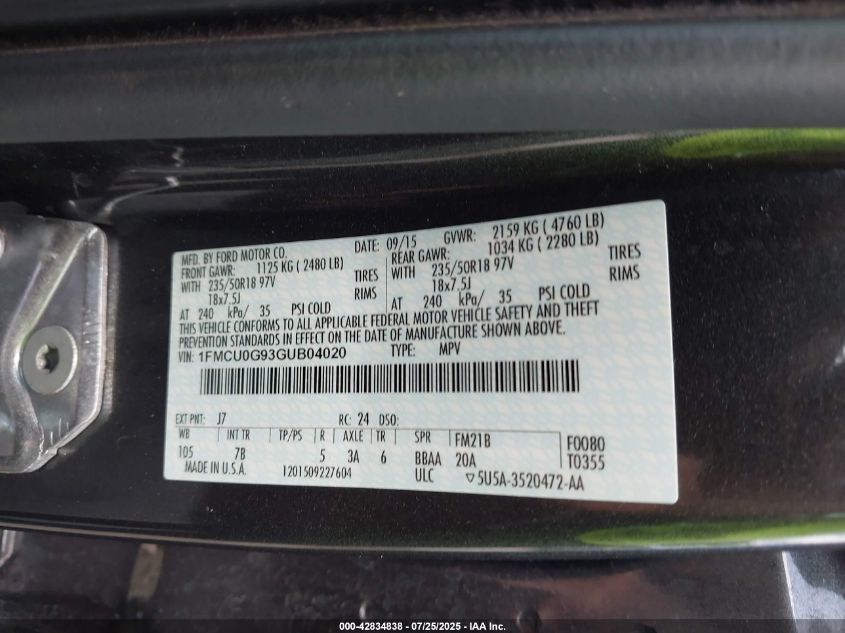 MFD. BY FORD MOTOR CO. DATE: 09/15 GVWR: 2159 KG ( 4760 LB)
FRONT GAWR: 1125 KG ( 2480 LB) REAR GAWR: 1034 KG ( 2280 LB)
WITH 235/50R18 97V TIRES WITH 235/50R18 97V TIRES
18x7.5J RIMS 18x7.5J RIMS
AT 240 kPa/ 35 PSI COLD AT 240 kPa/ 35 PSI COLD
THIS VEHICLE CONFORMS TO ALL APPLICABLE FEDERAL MOTOR VEHICLE SAFETY AND THEFT
PREVENTION STANDARDS IN EFFECT ON THE DATE OF MANUFACTURE SHOWN ABOVE.
VIN: 1FMCU0G93GUB04020 TYPE: MPV
EXT PNT: J7 RC: 24 DSO:
WB INT TR TP/PS R AXLE TR SPR FM21B F0080
105 7B 5 3A 6 BBAA 20A T0355
MADE IN U.S.A. 1201509227604 ULC ▽5U5A-3520472-AA
000-42834838 - 07/25/2025 - IAA Inc.